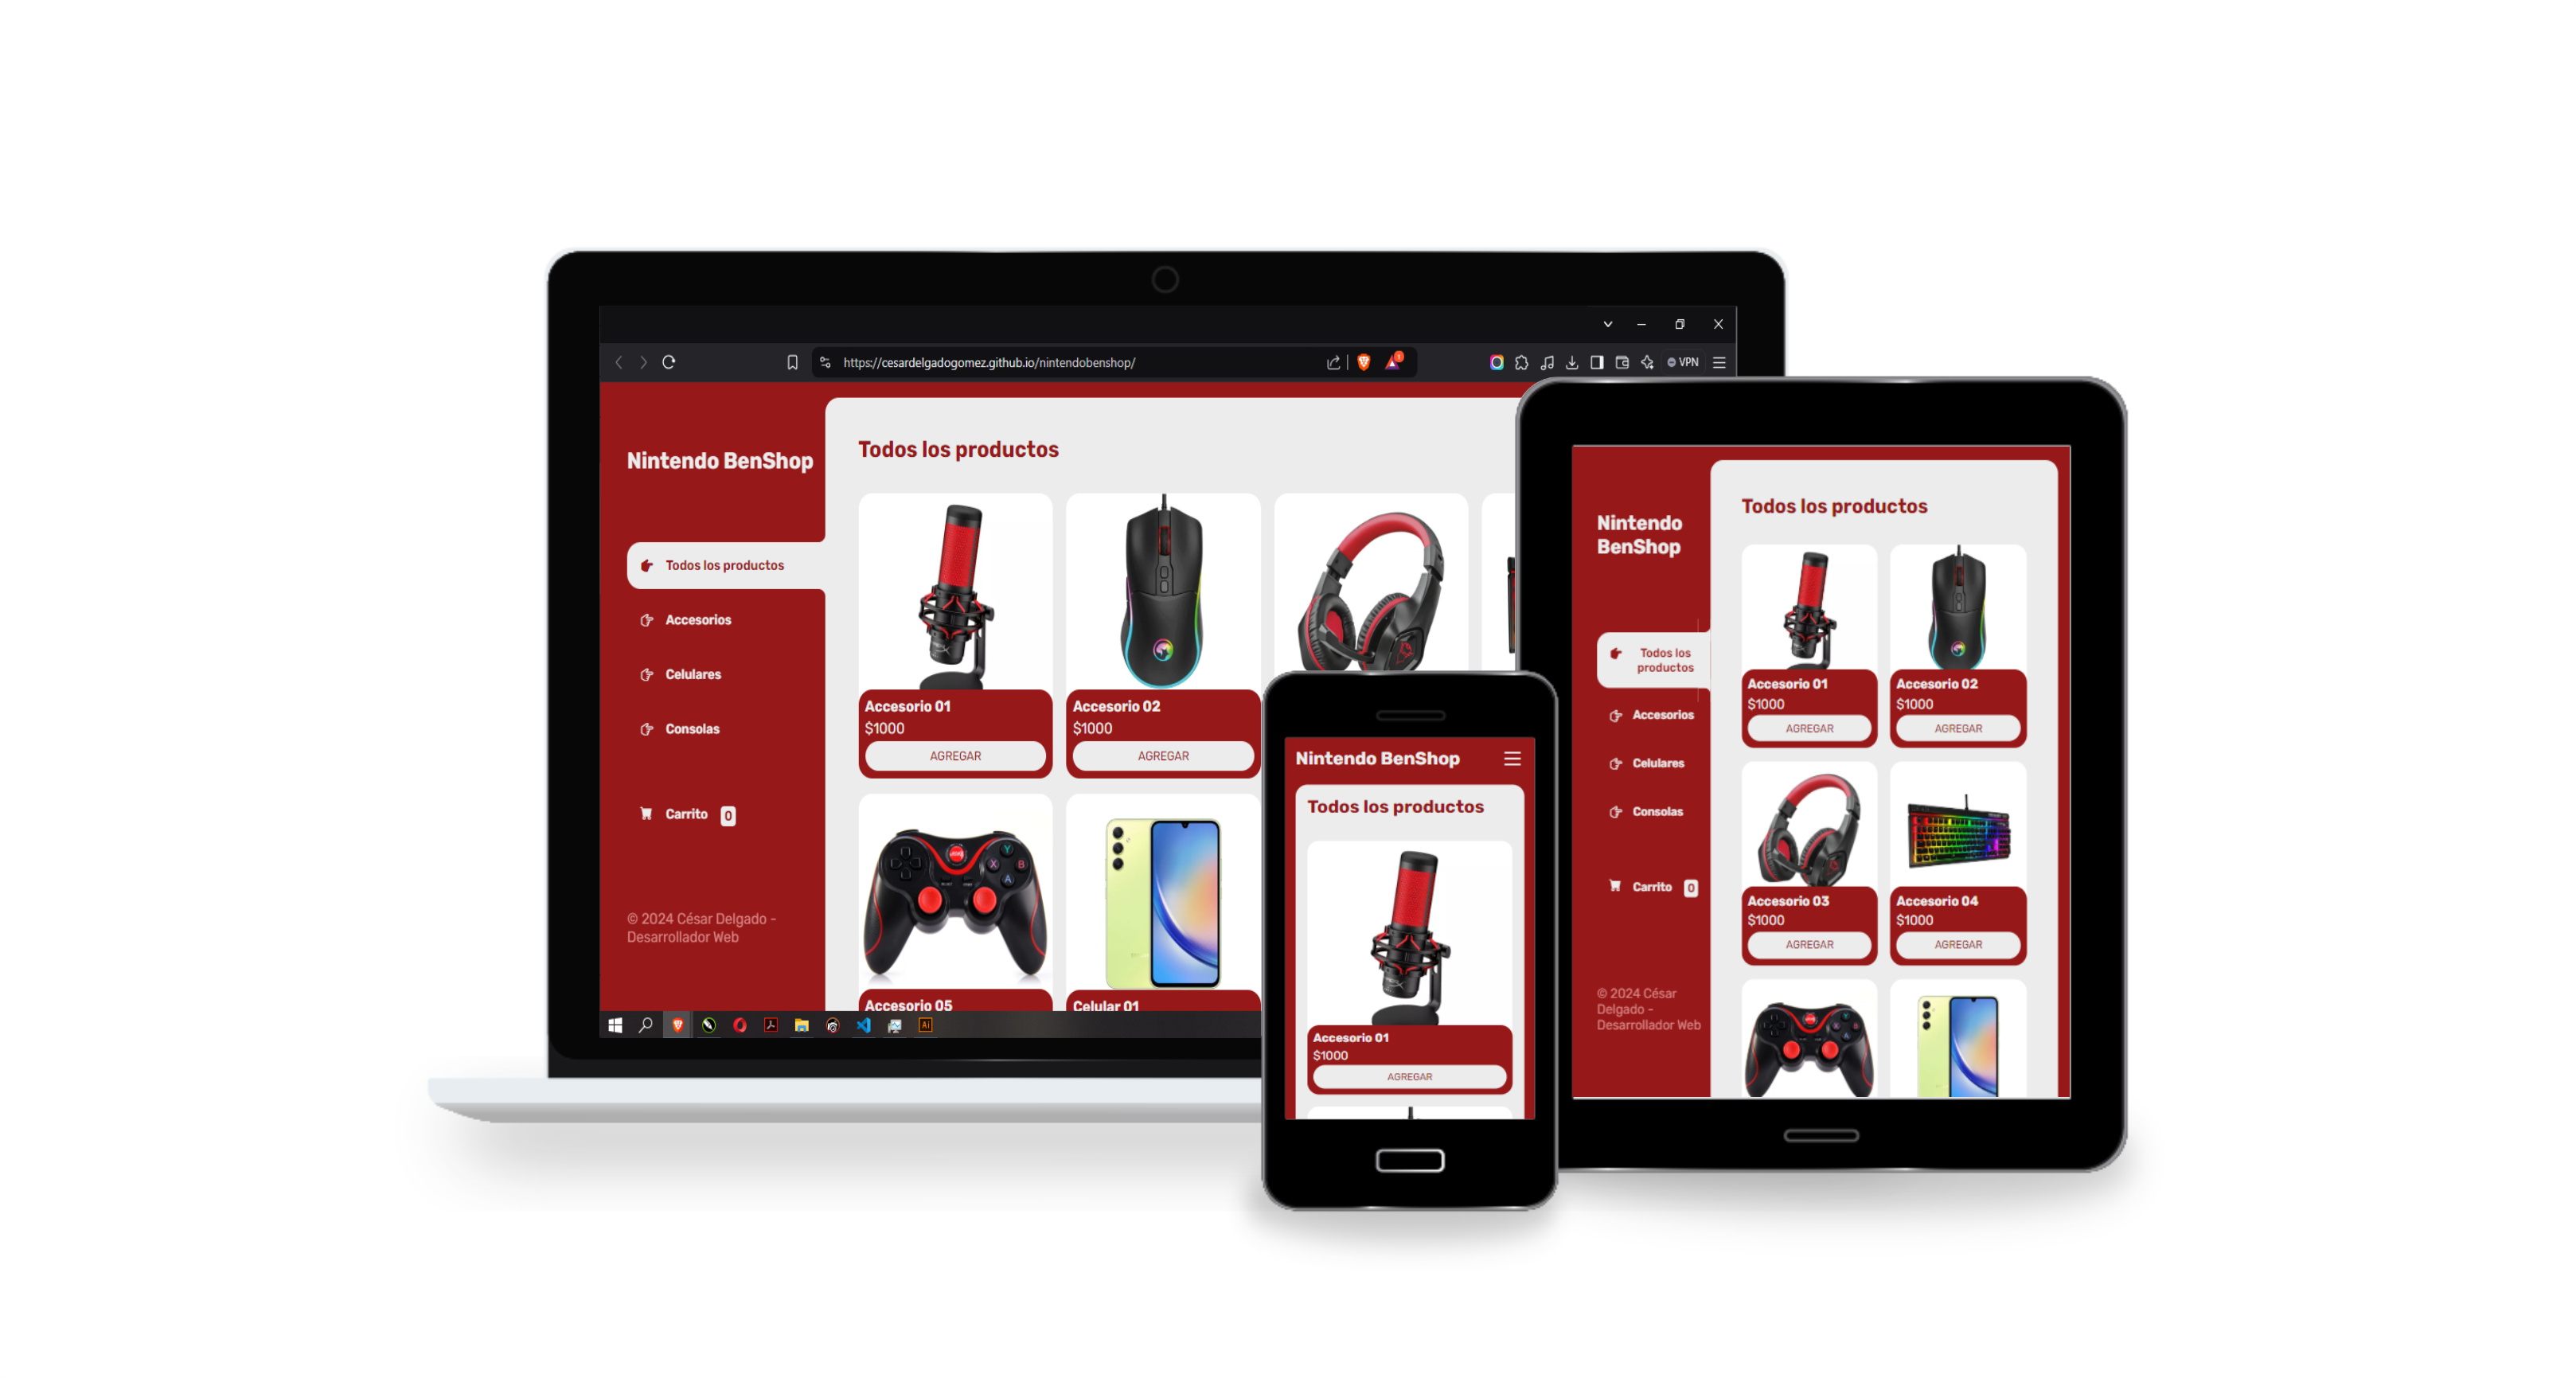 https://cesardelgadogomez.github.io/nintendobenshop/
VPN
Nintendo BenShop
Todos los productos
Accesorios
Celulares
Consolas
Carrito 0
© 2024 César Delgado -
Desarrollador Web
Todos los productos
Accesorio 01
$1000
AGREGAR
Accesorio 02
$1000
AGREGAR
Accesorio 05
Celular 01
Nintendo BenShop
Todos los productos
Accesorio 01
$1000
AGREGAR
Nintendo
BenShop
Todos los
productos
Accesorios
Celulares
Consolas
Carrito 0
© 2024 César
Delgado -
Desarrollador Web
Todos los productos
Accesorio 01
$1000
AGREGAR
Accesorio 02
$1000
AGREGAR
Accesorio 03
$1000
AGREGAR
Accesorio 04
$1000
AGREGAR